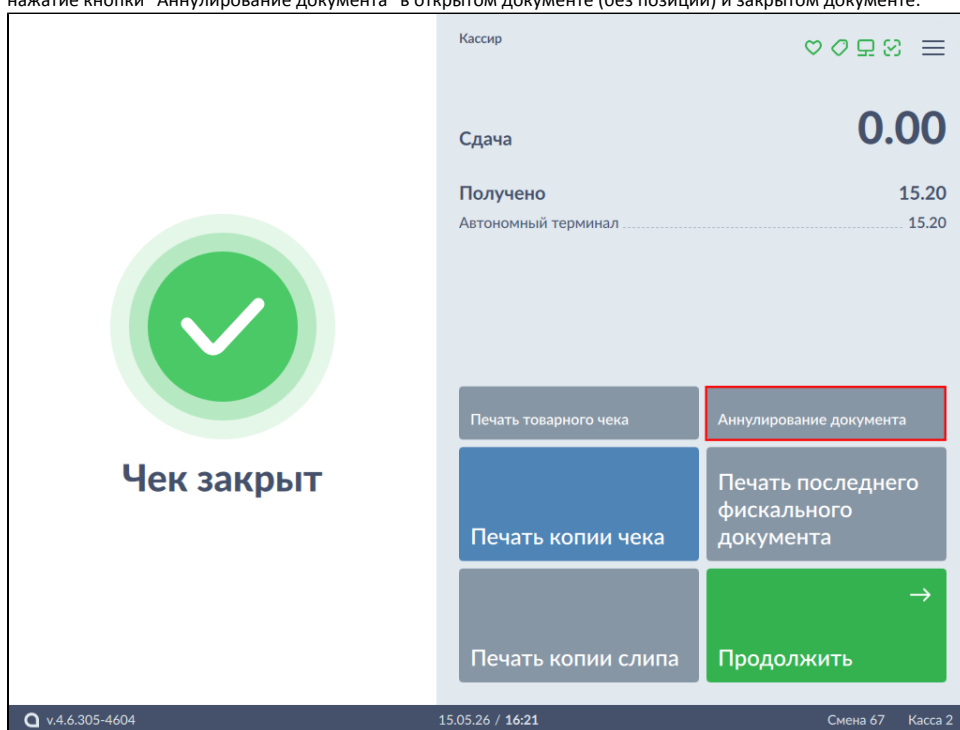 нажатие кнопки "Аннулирование документа" в открытом документе (без позиций) и закрытом документе:
Кассир
Сдача 0.00
Получено 15.20
Автономный терминал 15.20
Чек закрыт
Печать товарного чека
Аннулирование документа
Печать копии чека
Печать последнего
фискального
документа
Печать копии слипа
Продолжить
v.4.6.305-4604 15.05.26 / 16:21 Смена 67 Касса 2